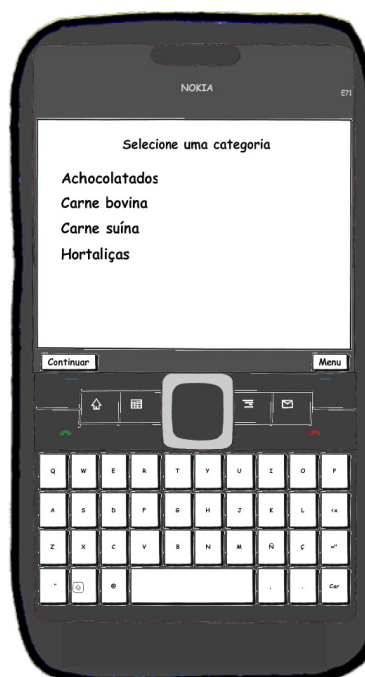 NOKIA
E71
Selecione uma categoria
Achocolatados
Carne bovina
Carne suína
Hortaliças
Continuar Menu
Q W E R T Y U I O P
A S D F G H J K L
Z X C V B N M Ñ Ç
@ , . Car